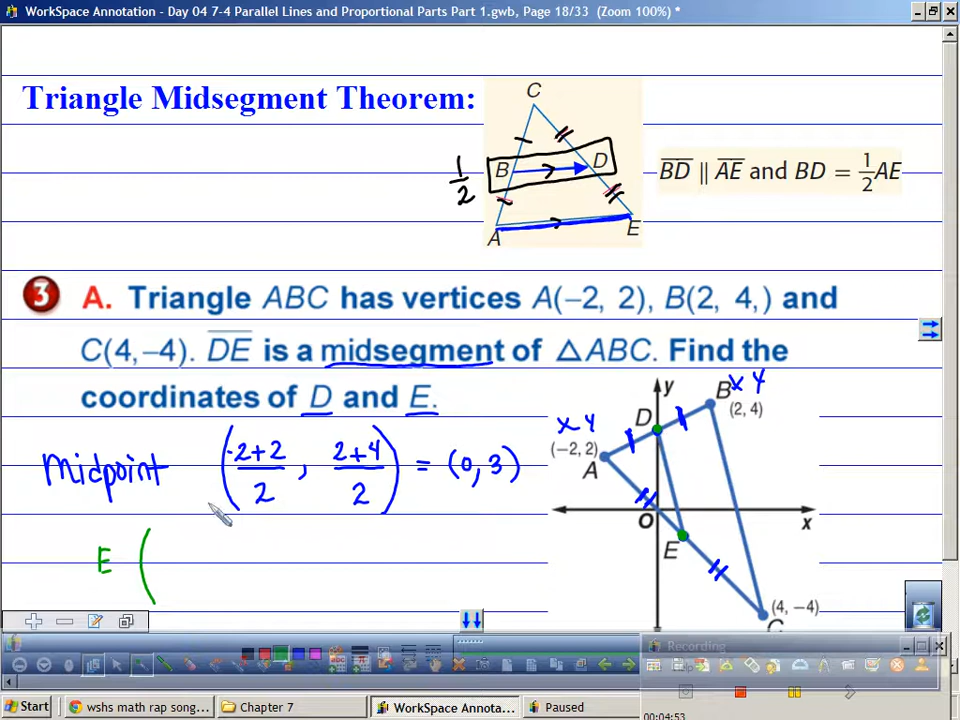 WorkSpace Annotation - Day 04 7-4 Parallel Lines and Proportional Parts Part 1.gwb, Page 18/33 (Zoom 100%) *
Triangle Midsegment Theorem:
C
1/2
B
D
A
E
BD ∥ AE and BD = 1/2 AE
3 A. Triangle ABC has vertices A(−2, 2), B(2, 4,) and
C(4,−4). DE is a midsegment of △ABC. Find the
coordinates of D and E.
Midpoint (-2+2/2, 2+4/2) = (0,3)
E (
y
x y
B
(2, 4)
x y
D
(−2, 2)
A
O
x
E
(4, −4)
C
Recording
00:04:53
Start
wshs math rap song...
Chapter 7
WorkSpace Annota...
Paused